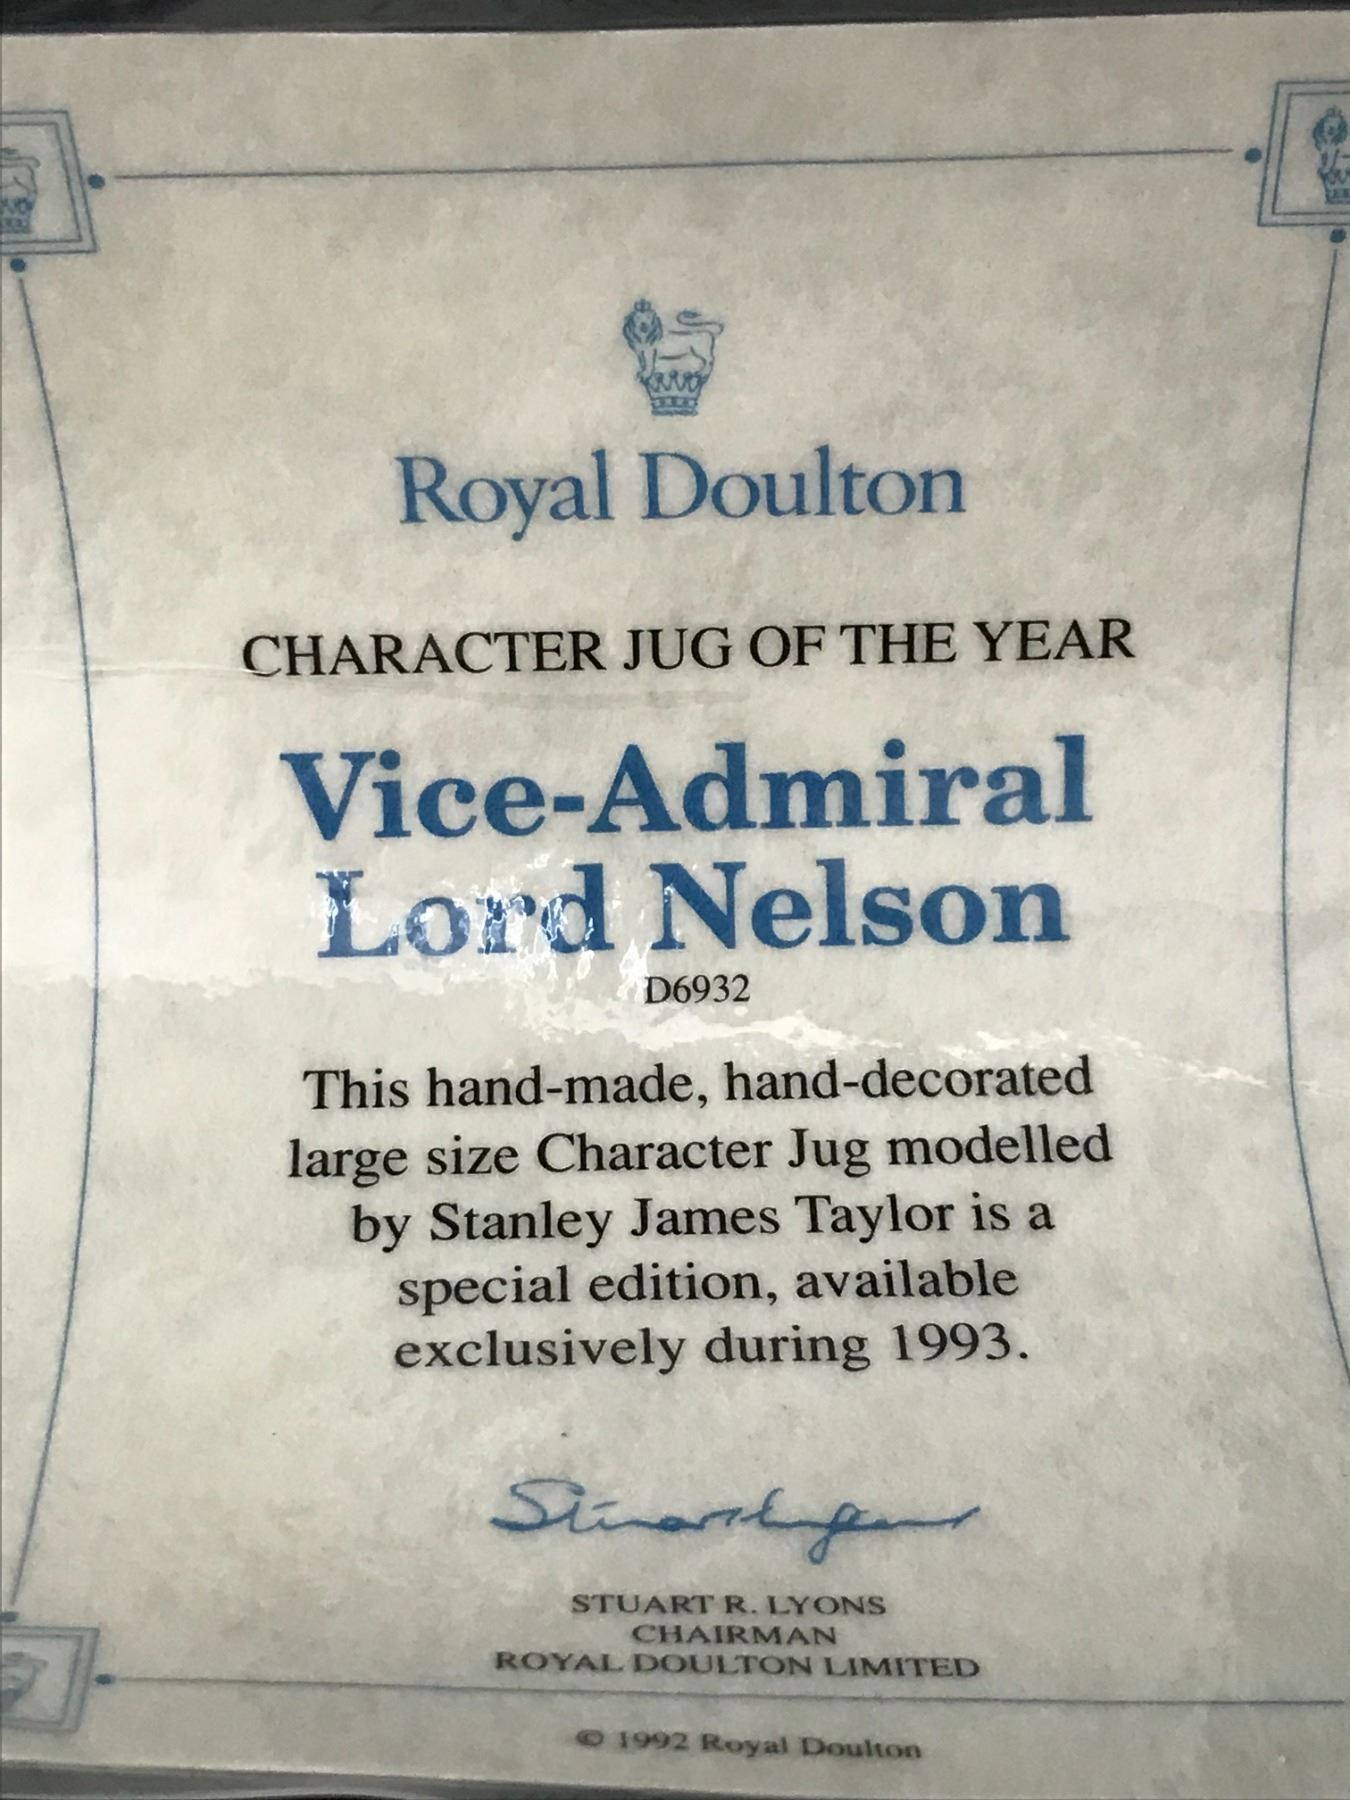 Royal Doulton
CHARACTER JUG OF THE YEAR
Vice-Admiral
Lord Nelson
D6932
This hand-made, hand-decorated
large size Character Jug modelled
by Stanley James Taylor is a
special edition, available
exclusively during 1993.
Stuart Lyons
STUART R. LYONS
CHAIRMAN
ROYAL DOULTON LIMITED
© 1992 Royal Doulton